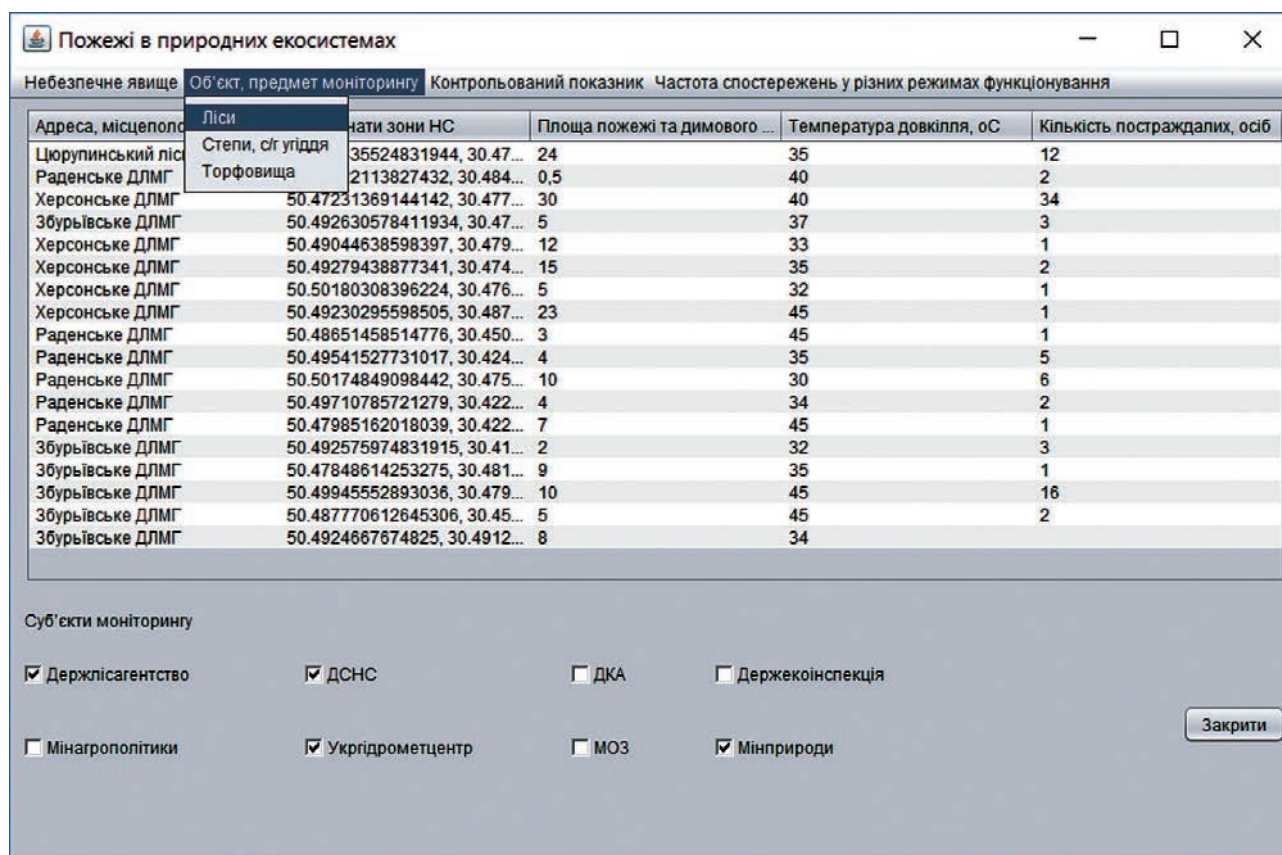 Пожежі в природних екосистемах
Небезпечне явище Об'єкт, предмет моніторингу Контрольований показник Частота спостережень у різних режимах функціонування
Ліси
Степи, с/г угіддя
Торфовища
Адреса, місцеполо нати зони НС Площа пожежі та димового ... Température довкілля, оС Кількість постраждалих, осіб
Цюрупинський ліс 35524831944, 30.47... 24 35 12
Раденське ДЛМГ 2113827432, 30.484... 0,5 40 2
Херсонське ДЛМГ 50.47231369144142, 30.477... 30 40 34
Збурьївське ДЛМГ 50.492630578411934, 30.47... 5 37 3
Херсонське ДЛМГ 50.49044638598397, 30.479... 12 33 1
Херсонське ДЛМГ 50.49279438877341, 30.474... 15 35 2
Херсонське ДЛМГ 50.50180308396224, 30.476... 5 32 1
Херсонське ДЛМГ 50.49230295598505, 30.487... 23 45 1
Раденське ДЛМГ 50.48651458514776, 30.450... 3 45 1
Раденське ДЛМГ 50.49541527731017, 30.424... 4 35 5
Раденське ДЛМГ 50.50174849098442, 30.475... 10 30 6
Раденське ДЛМГ 50.49710785721279, 30.422... 4 34 2
Раденське ДЛМГ 50.47985162018039, 30.422... 7 45 1
Збурьївське ДЛМГ 50.492575974831915, 30.41... 2 32 3
Збурьївське ДЛМГ 50.47848614253275, 30.481... 9 35 1
Збурьївське ДЛМГ 50.49945552893036, 30.479... 10 45 16
Збурьївське ДЛМГ 50.487770612645306, 30.45... 5 45 2
Збурьївське ДЛМГ 50.4924667674825, 30.4912... 8 34
Суб'єкти моніторингу
Держлісагентство ДСНС ДКА Держекоінспекція
Закрити
Мінагрополітики Укргідрометцентр МОЗ Мінприроди